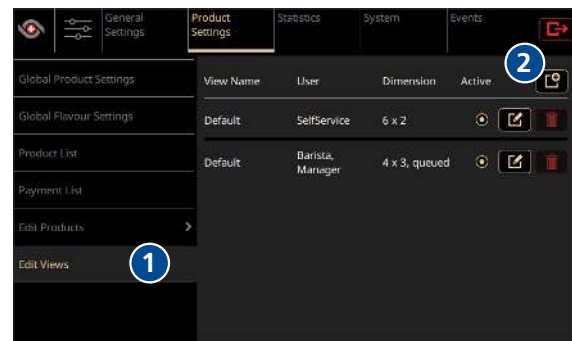 General Settings
Product Settings
Statistics
System
Events
2
Global Product Settings
Global Flavour Settings
Product List
Payment List
Edit Products
Edit Views
1
View Name User Dimension Active
Default SelfService 6 x 2
Default Barista, Manager 4 x 3, queued